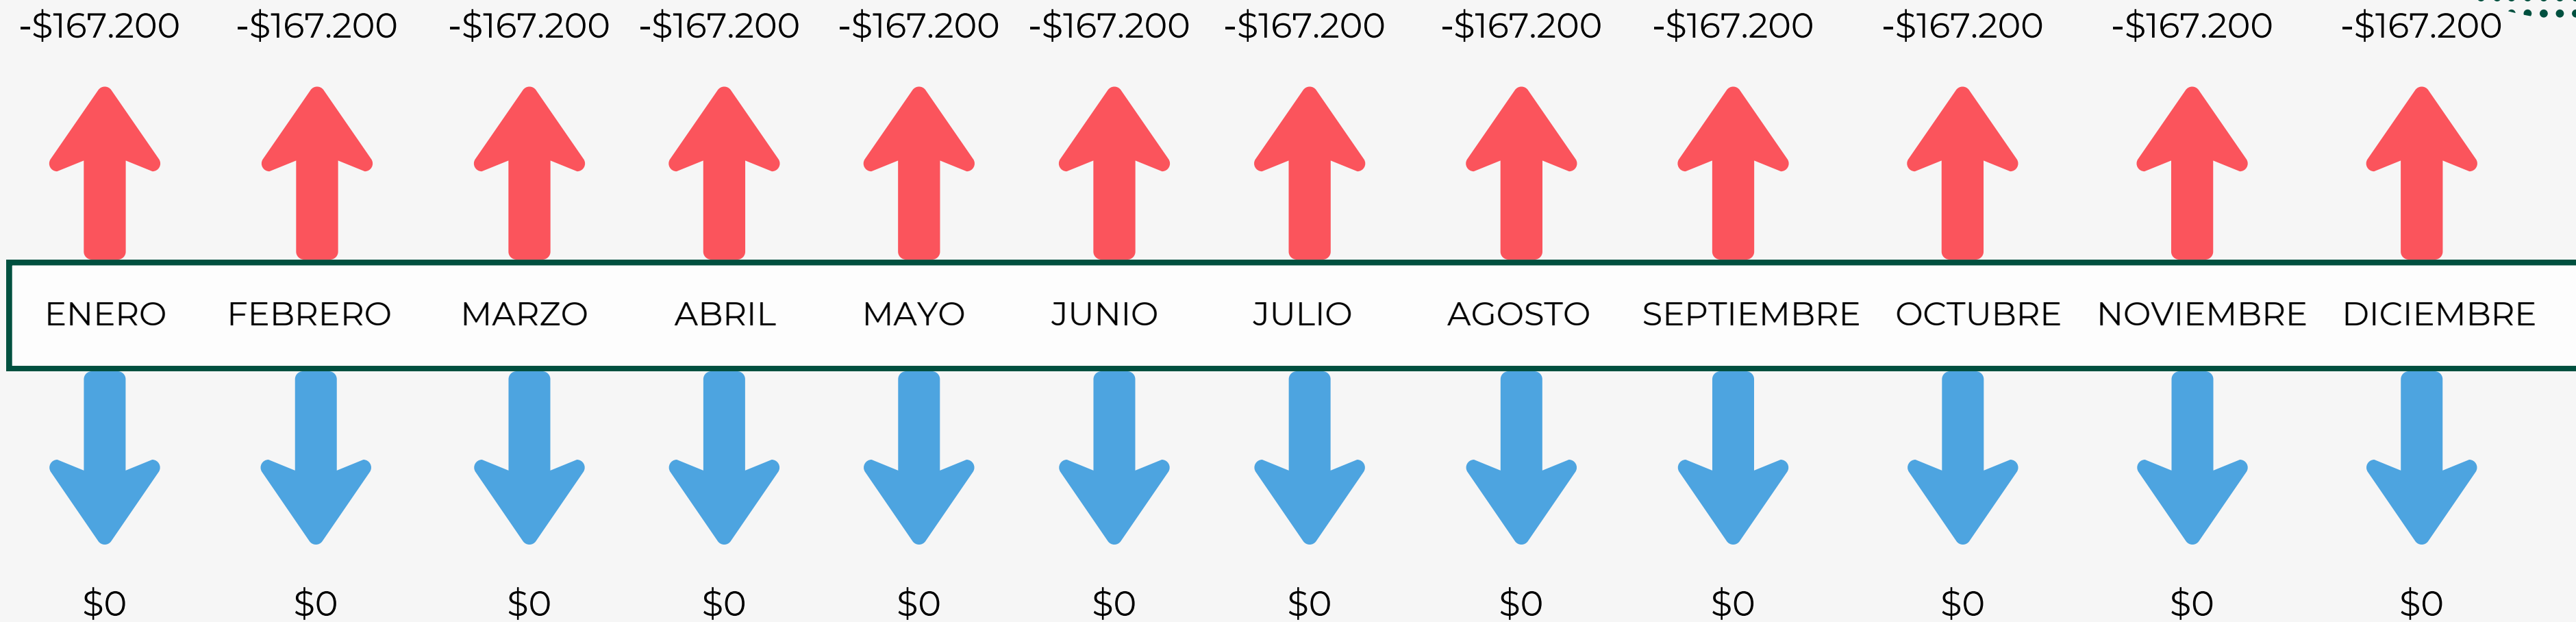 -$167.200 -$167.200 -$167.200 -$167.200 -$167.200 -$167.200 -$167.200 -$167.200 -$167.200 -$167.200 -$167.200 -$167.200
ENERO FEBRERO MARZO ABRIL MAYO JUNIO JULIO AGOSTO SEPTIEMBRE OCTUBRE NOVIEMBRE DICIEMBRE
$0 $0 $0 $0 $0 $0 $0 $0 $0 $0 $0 $0